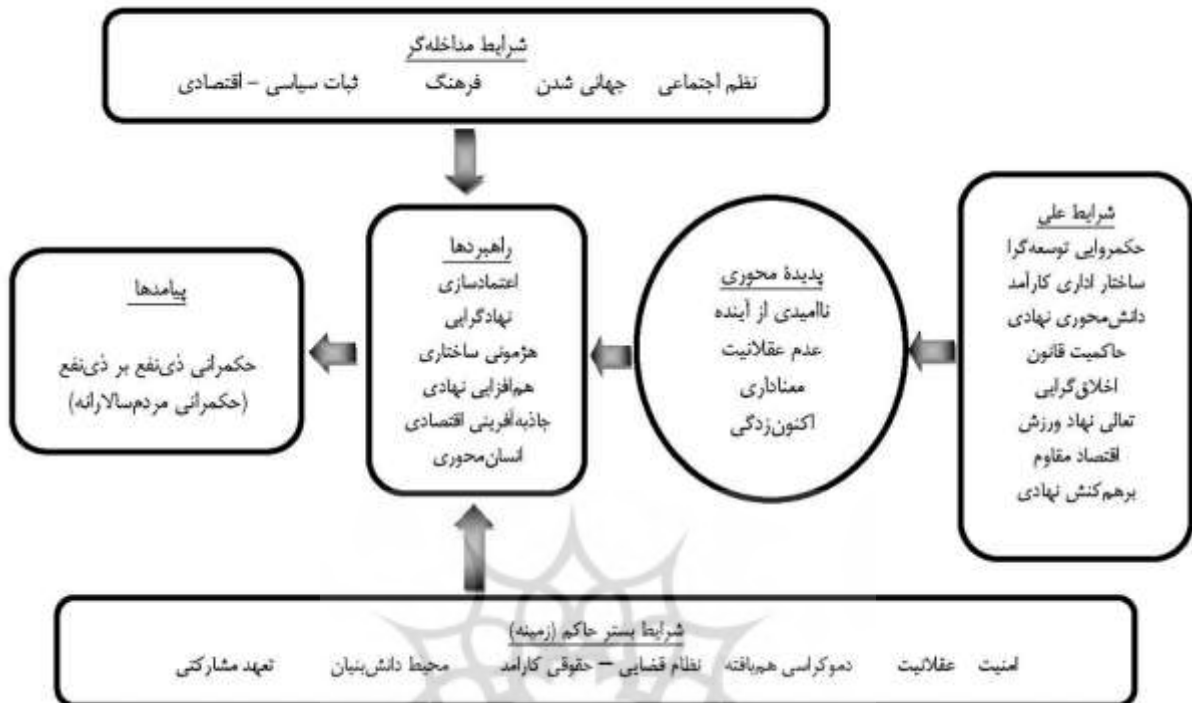 شرایط مداخله‌گر
نظم اجتماعی جهانی شدن فرهنگ ثبات سیاسی – اقتصادی
شرایط علی
حکمروایی توسعه‌گرا
ساختار اداری کارآمد
دانش‌محوری نهادی
حاکمیت قانون
اخلاق‌گرایی
تعالی نهاد ورزش
اقتصاد مقاوم
برهم‌کنش نهادی
پدیدهٔ محوری
ناامیدی از آینده
عدم عقلانیت
معناداری
اکنون‌زدگی
راهبردها
اعتمادسازی
نهادگرایی
هژمونی ساختاری
هم‌افزایی نهادی
جاذبه‌آفرینی اقتصادی
انسان‌محوری
پیامدها
حکمرانی ذی‌نفع بر ذی‌نفع
(حکمرانی مردم‌سالارانه)
شرایط بستر حاکم (زمینه)
امنیت عقلانیت دموکراسی هم‌بافته نظام قضایی – حقوقی کارامد محیط دانش‌بنیان تعهد مشارکتی